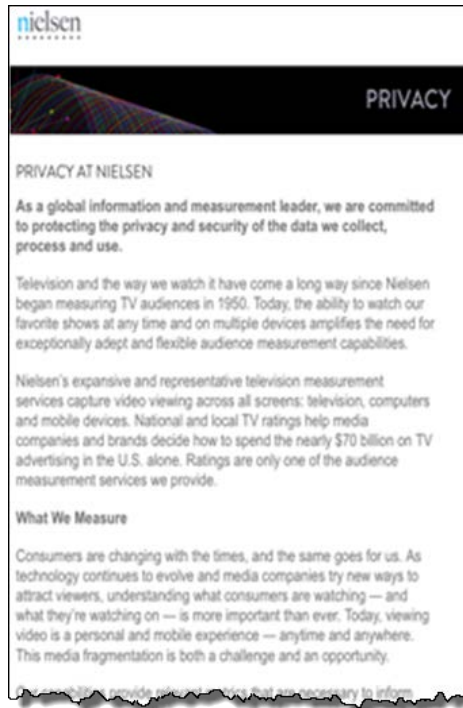 nielsen
PRIVACY
PRIVACY AT NIELSEN
As a global information and measurement leader, we are committed
to protecting the privacy and security of the data we collect,
process and use.
Television and the way we watch it have come a long way since Nielsen
began measuring TV audiences in 1950. Today, the ability to watch our
favorite shows at any time and on multiple devices amplifies the need for
exceptionally adept and flexible audience measurement capabilities.
Nielsen's expansive and representative television measurement
services capture video viewing across all screens: television, computers
and mobile devices. National and local TV ratings help media
companies and brands decide how to spend the nearly $70 billion on TV
advertising in the U.S. alone. Ratings are only one of the audience
measurement services we provide.
What We Measure
Consumers are changing with the times, and the same goes for us. As
technology continues to evolve and media companies try new ways to
attract viewers, understanding what consumers are watching — and
what they're watching on — is more important than ever. Today, viewing
video is a personal and mobile experience — anytime and anywhere.
This media fragmentation is both a challenge and an opportunity.
provide that are necessary to inform